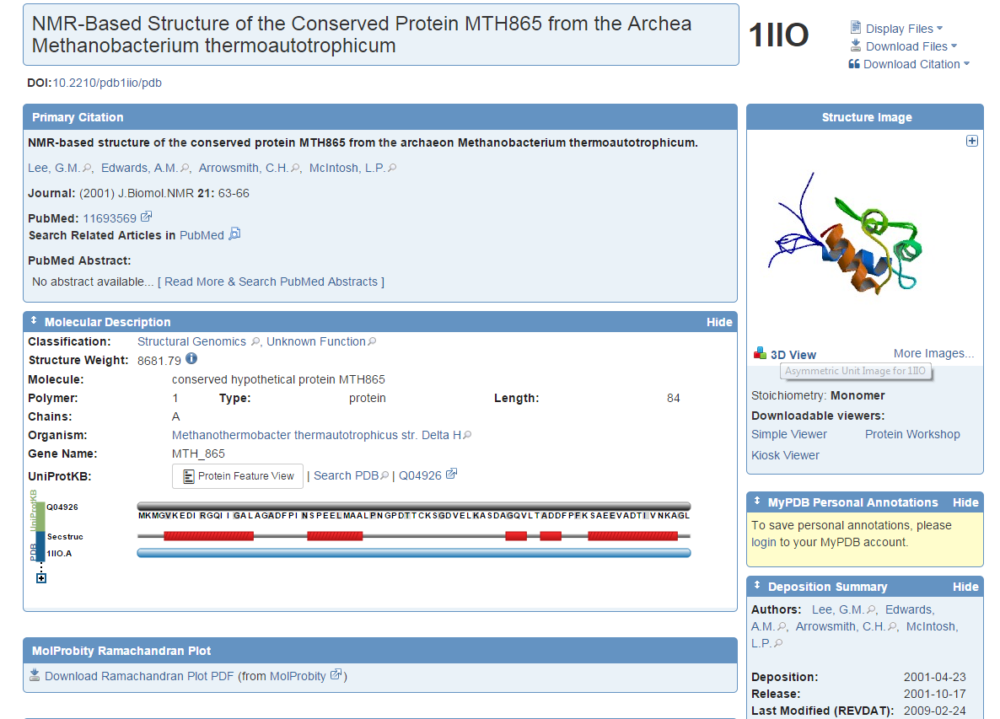 NMR-Based Structure of the Conserved Protein MTH865 from the Archea
Methanobacterium thermoautotrophicum
1IIO
Display Files
Download Files
Download Citation
DOI:10.2210/pdb1iio/pdb
Primary Citation
NMR-based structure of the conserved protein MTH865 from the archaeon Methanobacterium thermoautotrophicum.
Lee, G.M., Edwards, A.M., Arrowsmith, C.H., McIntosh, L.P.
Journal: (2001) J.Biomol.NMR 21: 63-66
PubMed: 11693569
Search Related Articles in PubMed
PubMed Abstract:
No abstract available... [ Read More & Search PubMed Abstracts ]
Molecular Description Hide
Classification: Structural Genomics , Unknown Function
Structure Weight: 8681.79
Molecule: conserved hypothetical protein MTH865
Polymer: 1 Type: protein Length: 84
Chains: A
Organism: Methanothermobacter thermautotrophicus str. Delta H
Gene Name: MTH_865
UniProtKB: Protein Feature View | Search PDB | Q04926
UniProtKB
Q04926
MKMGVKEDIRGQIIGALAGADFPINSPEELMAALPNGPDTTCKSGDVELKASDAGQVLTADDFPFKSAEEVADTIVNKAGL
Secstruc
PDB
1IIO.A
MolProbity Ramachandran Plot
Download Ramachandran Plot PDF (from MolProbity )
Structure Image
3D View More Images...
Asymmetric Unit Image for 1IIO
Stoichiometry: Monomer
Downloadable viewers:
Simple Viewer Protein Workshop
Kiosk Viewer
MyPDB Personal Annotations Hide
To save personal annotations, please
login to your MyPDB account.
Deposition Summary Hide
Authors: Lee, G.M., Edwards,
A.M., Arrowsmith, C.H., McIntosh,
L.P.
Deposition: 2001-04-23
Release: 2001-10-17
Last Modified (REVDAT): 2009-02-24